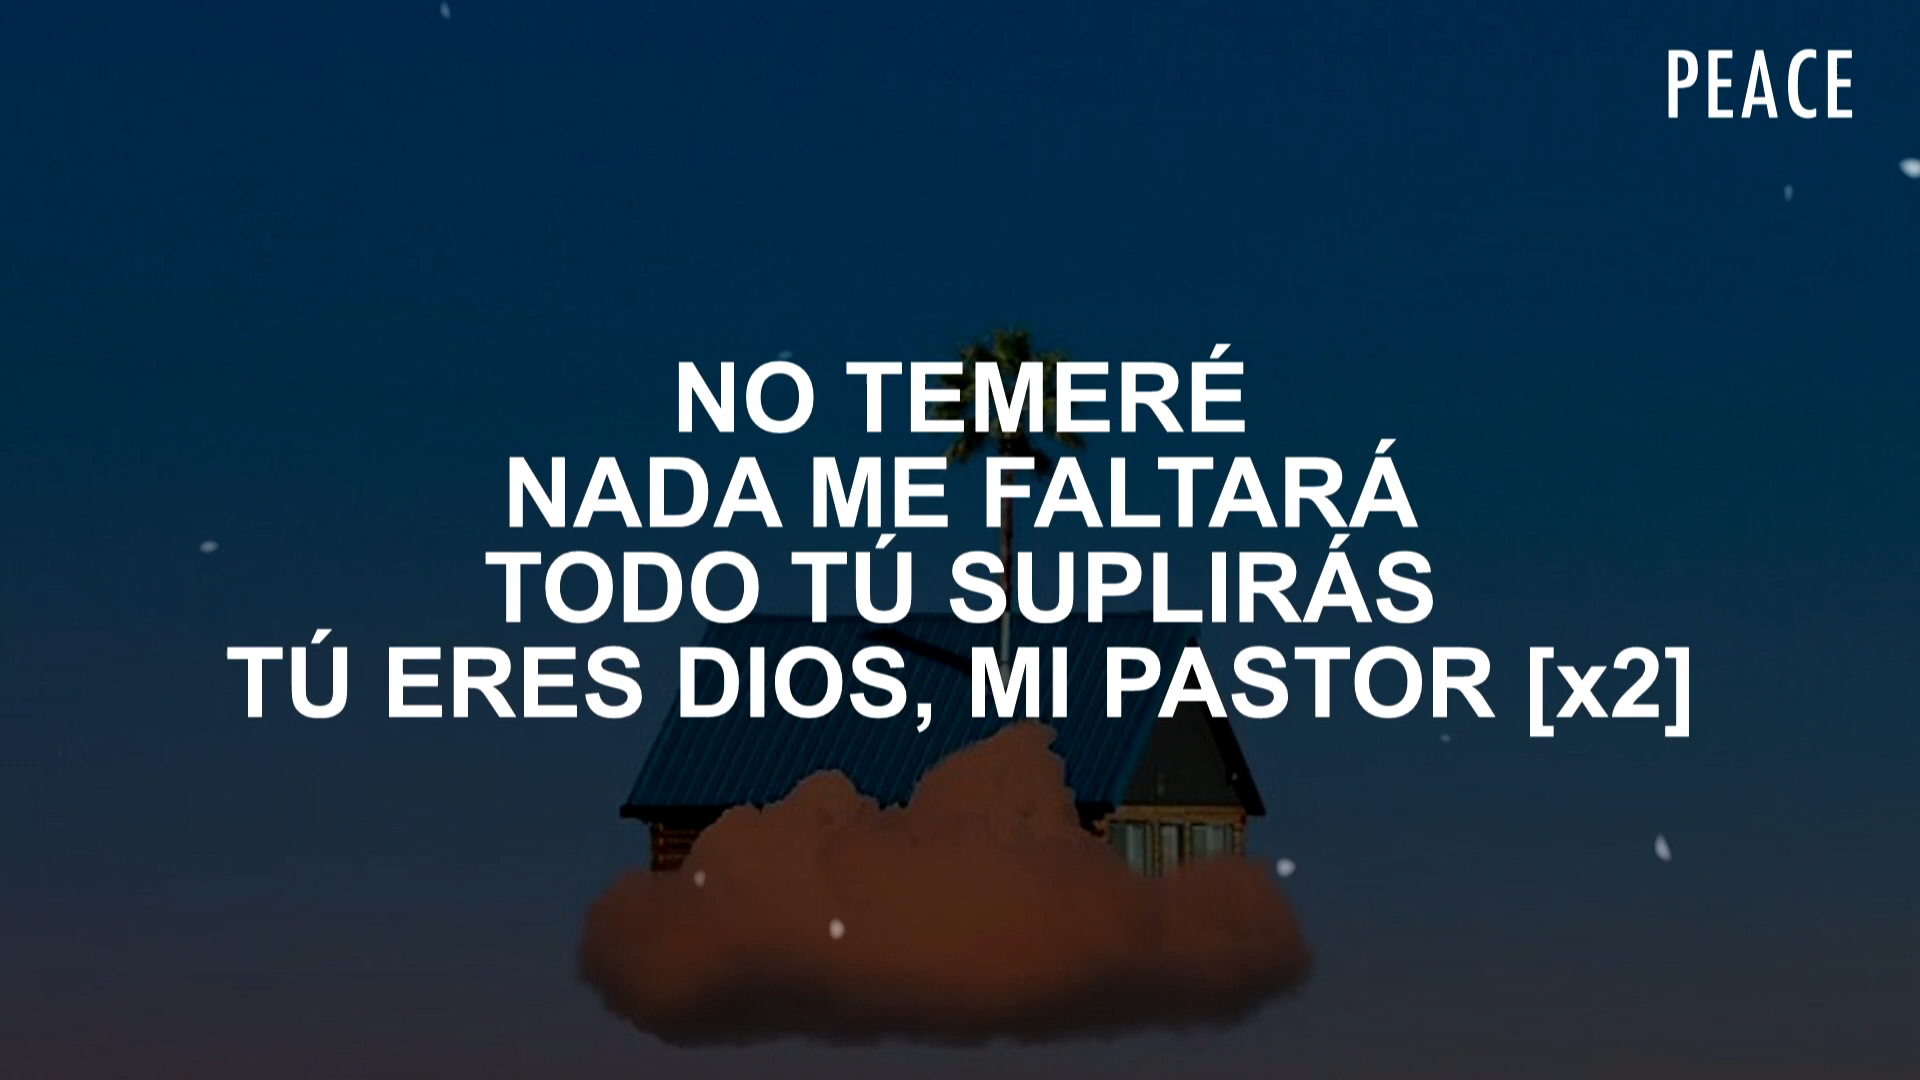 PEACE
NO TEMERÉ
NADA ME FALTARÁ
TODO TÚ SUPLIRÁS
TÚ ERES DIOS, MI PASTOR [x2]